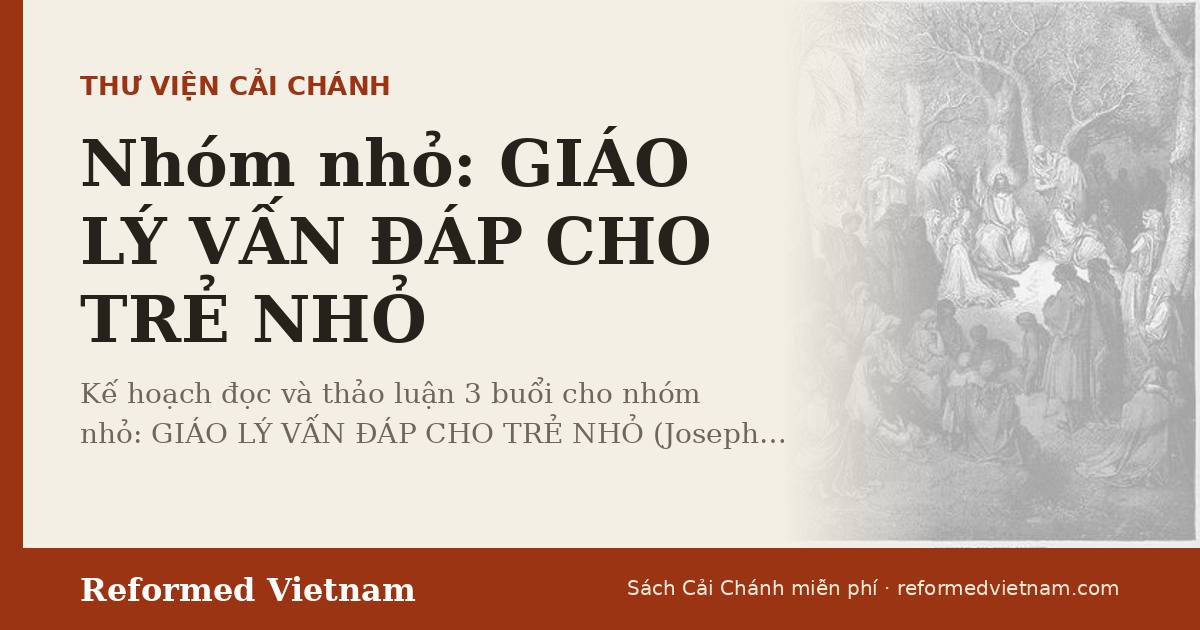 THƯ VIỆN CẢI CHÁNH
Nhóm nhỏ: GIÁO
LÝ VẤN ĐÁP CHO
TRẺ NHỎ
Kế hoạch đọc và thảo luận 3 buổi cho nhóm
nhỏ: GIÁO LÝ VẤN ĐÁP CHO TRẺ NHỎ (Joseph...
Reformed Vietnam
Sách Cải Chánh miễn phí · reformedvietnam.com